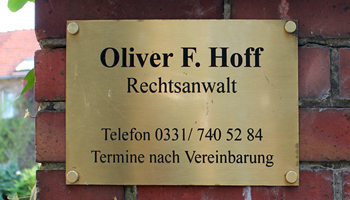 Oliver F. Hoff
Rechtsanwalt
Telefon 0331/ 740 52 84
Termine nach Vereinbarung